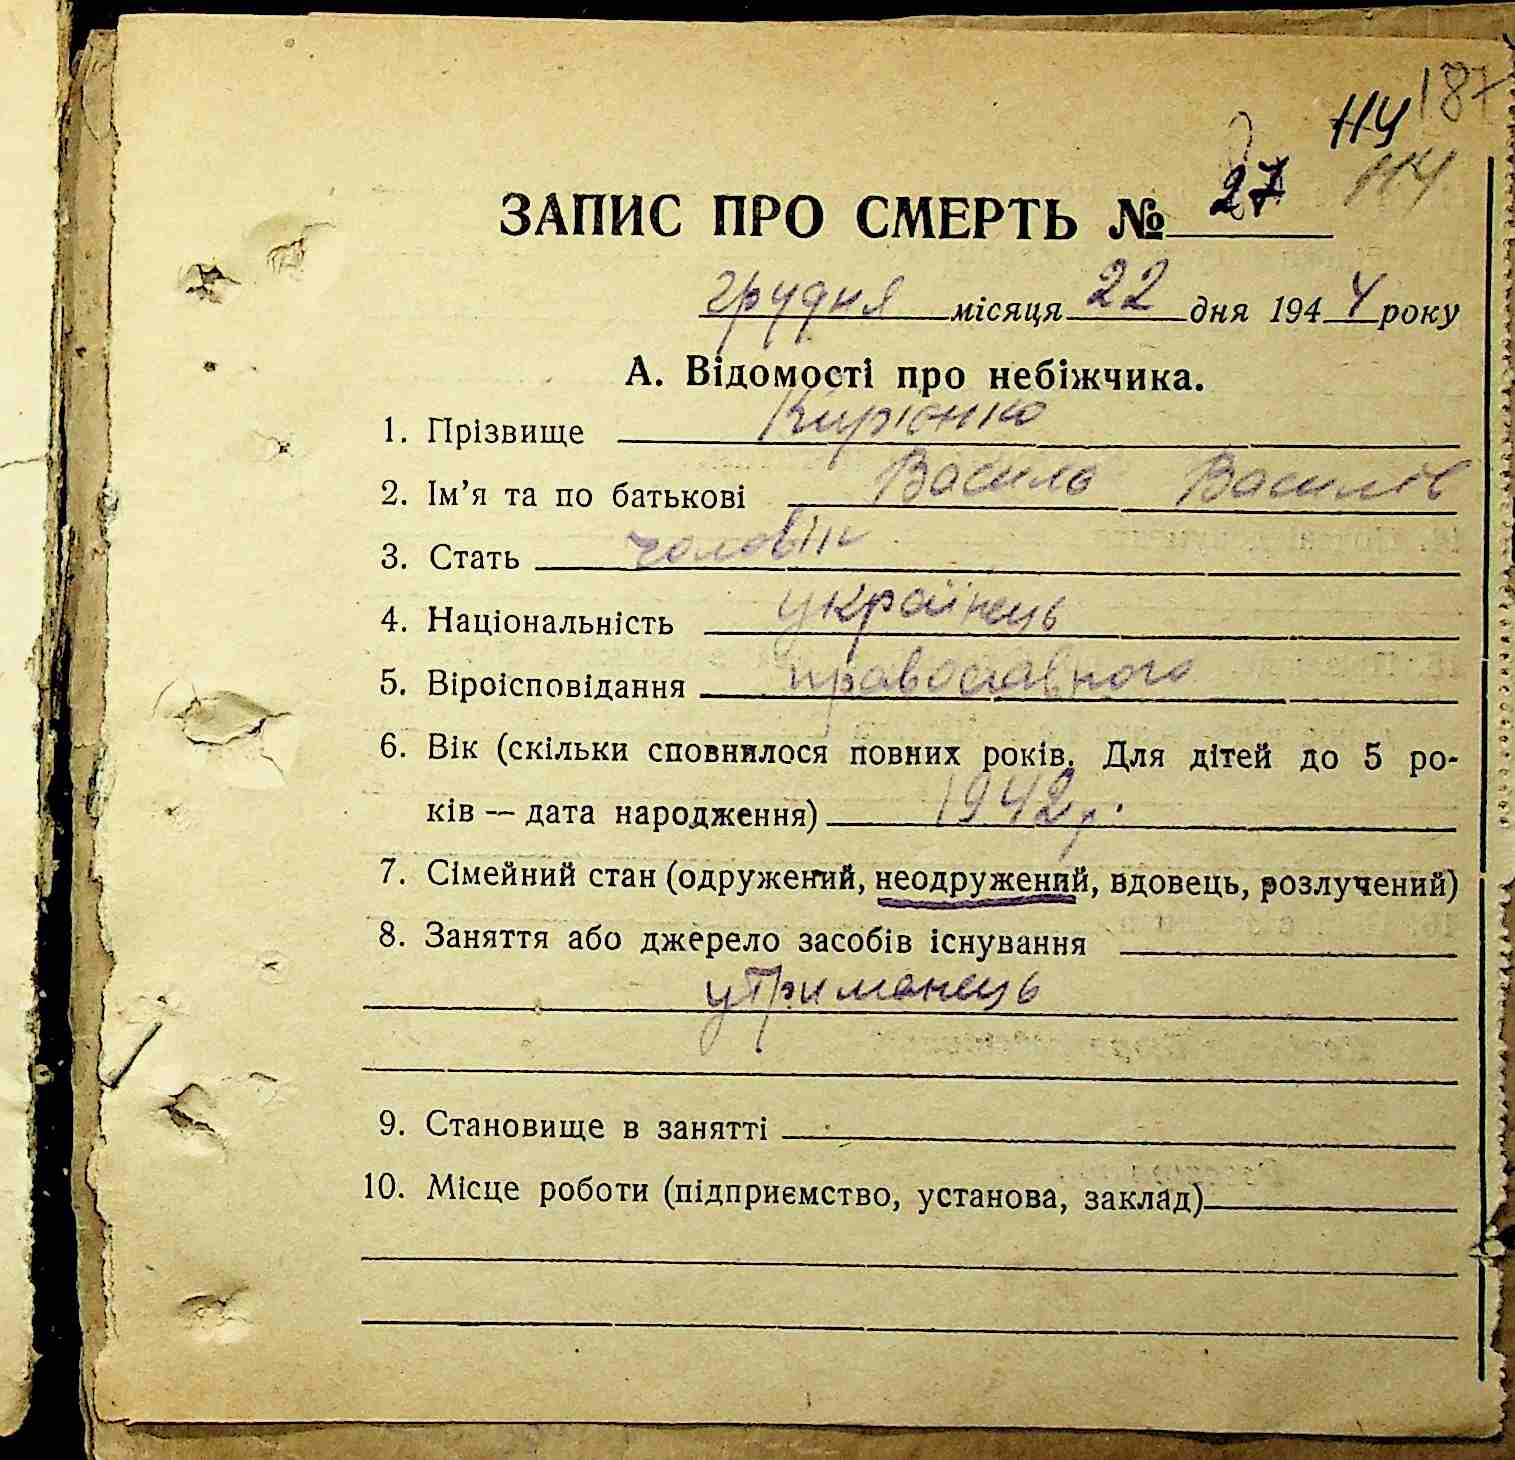 187
114
114
ЗАПИС ПРО СМЕРТЬ № 27
грудня місяця 22 дня 1944 року
А. Відомості про небіжчика.
1. Прізвище Кирієнко
2. Ім'я та по батькові Василь Василів
3. Стать чоловік
4. Національність українець
5. Віроісповідання православного
6. Вік (скільки сповнилося повних років. Для дітей до 5 ро-
ків — дата народження) 1942 р.
7. Сімейний стан (одружений, неодружений, вдовець, розлучений)
8. Заняття або джерело засобів існування
утриманець
9. Становище в занятті
10. Місце роботи (підприємство, установа, заклад)